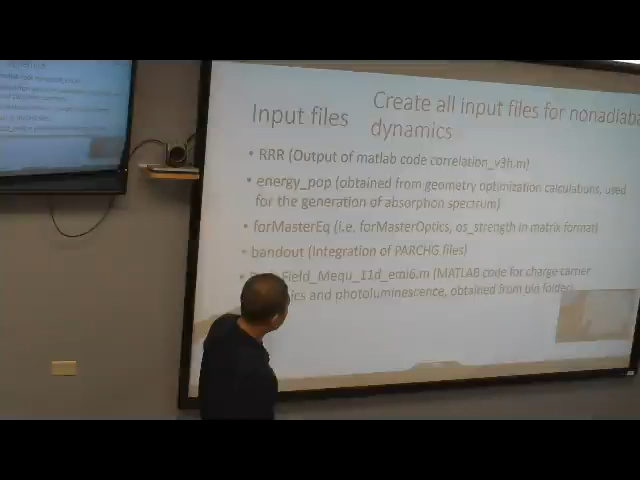 Input files
Create all input files for nonadiaba
dynamics
• RRR (Output of matlab code correlation_v3h.m)
• energy_pop (obtained from geometry optimization calculations, used
for the generation of absorption spectrum)
• forMasterEq (i.e. forMasterOptics, os_strength in matrix format)
• bandout (Integration of PARCHG files)
Field_Mequ_11d_emi6.m (MATLAB code for charge carrier
ics and photoluminescence, obtained from bin folder)